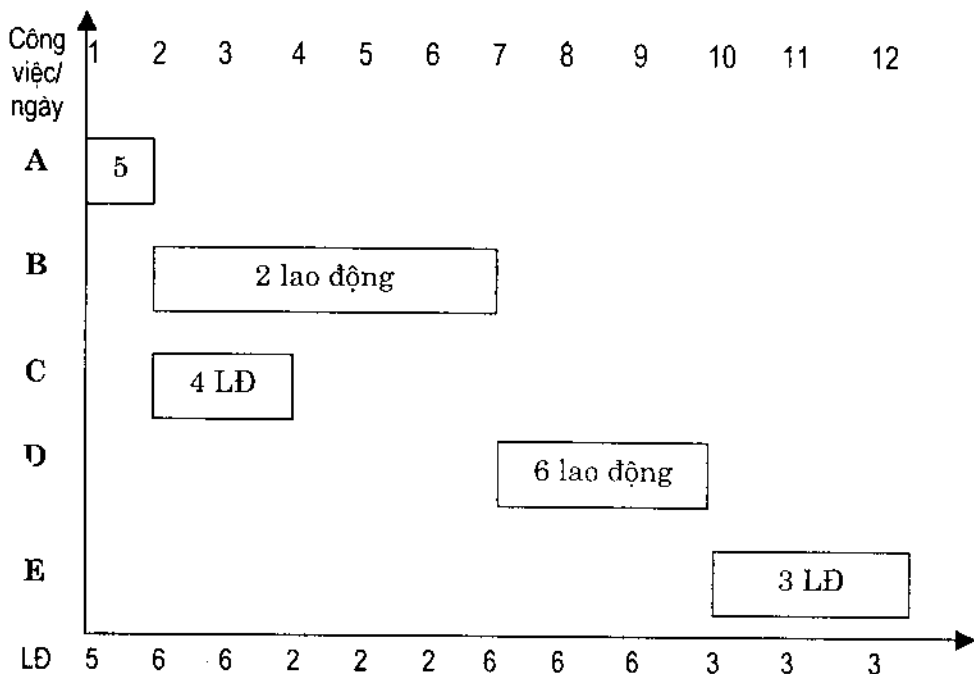 Công việc/ ngày
1 2 3 4 5 6 7 8 9 10 11 12
A 5
B 2 lao động
C 4 LĐ
D 6 lao động
E 3 LĐ
LĐ 5 6 6 2 2 2 6 6 6 3 3 3